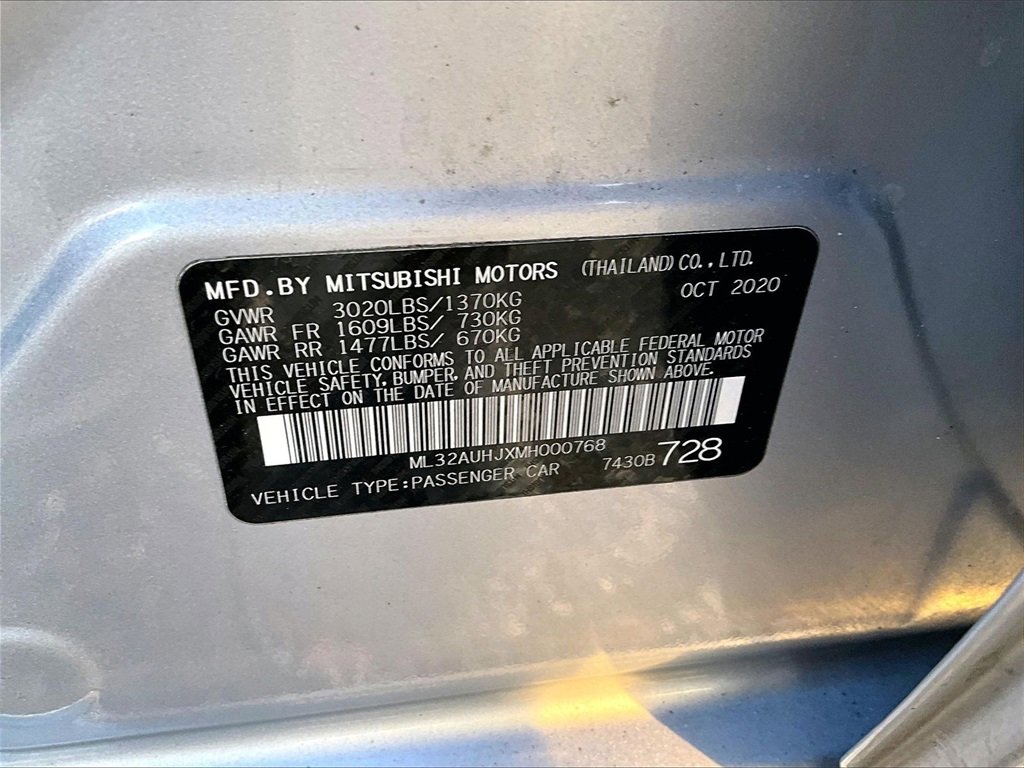 MFD.BY MITSUBISHI MOTORS (THAILAND) CO., LTD.
GVWR 3020LBS/1370KG OCT 2020
GAWR FR 1609LBS/ 730KG
GAWR RR 1477LBS/ 670KG
THIS VEHICLE CONFORMS TO ALL APPLICABLE FEDERAL MOTOR
VEHICLE SAFETY, BUMPER, AND THEFT PREVENTION STANDARDS
IN EFFECT ON THE DATE OF MANUFACTURE SHOWN ABOVE.
ML32AUHJXMH000768
VEHICLE TYPE:PASSENGER CAR 7430B 728